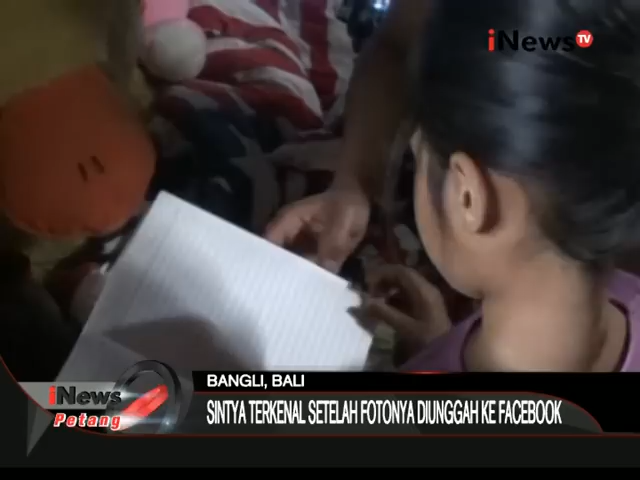 iNews TV
BANGLI, BALI
iNews
Petang
SINTYA TERKENAL SETELAH FOTONYA DIUNGGAH KE FACEBOOK